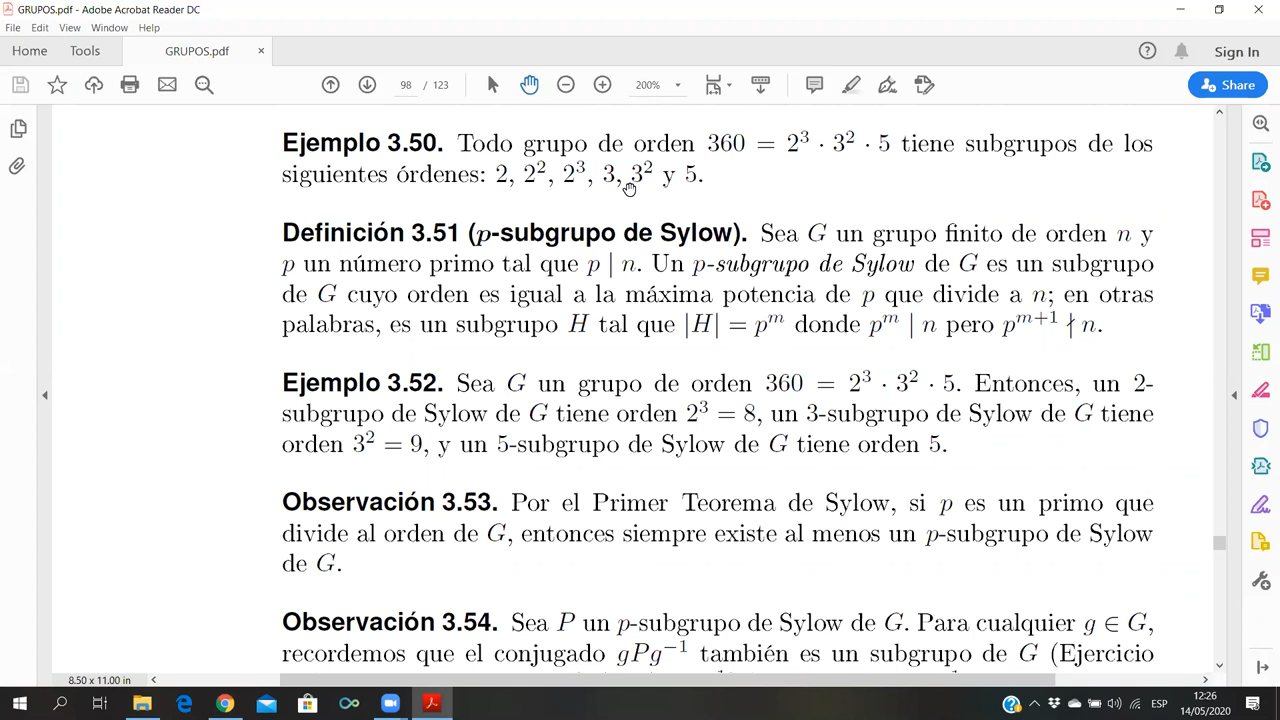 GRUPOS.pdf - Adobe Acrobat Reader DC
File Edit View Window Help
Home Tools GRUPOS.pdf × Sign In
98 / 123 200% Share
Ejemplo 3.50. Todo grupo de orden 360 = 2³ · 3² · 5 tiene subgrupos de los
siguientes órdenes: 2, 2², 2³, 3, 3² y 5.
Definición 3.51 (p-subgrupo de Sylow). Sea G un grupo finito de orden n y
p un número primo tal que p | n. Un p-subgrupo de Sylow de G es un subgrupo
de G cuyo orden es igual a la máxima potencia de p que divide a n; en otras
palabras, es un subgrupo H tal que |H| = pᵐ donde pᵐ | n pero pᵐ⁺¹ ∤ n.
Ejemplo 3.52. Sea G un grupo de orden 360 = 2³ · 3² · 5. Entonces, un 2-
subgrupo de Sylow de G tiene orden 2³ = 8, un 3-subgrupo de Sylow de G tiene
orden 3² = 9, y un 5-subgrupo de Sylow de G tiene orden 5.
Observación 3.53. Por el Primer Teorema de Sylow, si p es un primo que
divide al orden de G, entonces siempre existe al menos un p-subgrupo de Sylow
de G.
Observación 3.54. Sea P un p-subgrupo de Sylow de G. Para cualquier g ∈ G,
recordemos que el conjugado gPg⁻¹ también es un subgrupo de G (Ejercicio
8.50 x 11.00 in
ESP
12:26
14/05/2020